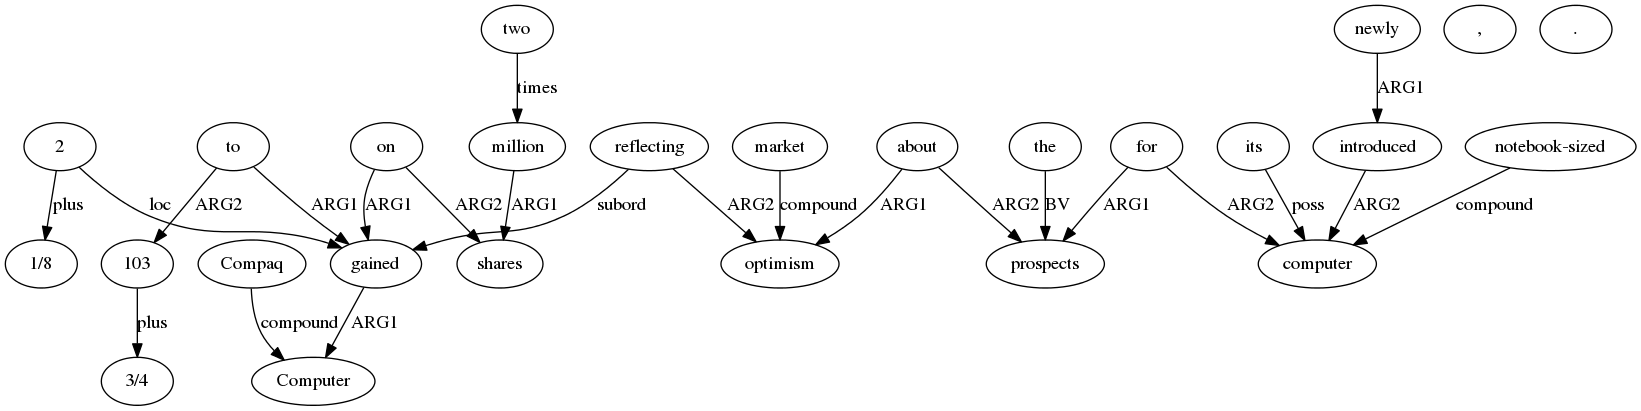 two newly , .
times ARG1
2 to on million reflecting market about the for its introduced notebook-sized
plus loc ARG2 ARG1 ARG1 ARG2 ARG1 subord ARG2 compound ARG1 ARG2 BV ARG1 ARG2 poss ARG2 compound
1/8 103 Compaq gained shares optimism prospects computer
plus compound ARG1
3/4 Computer